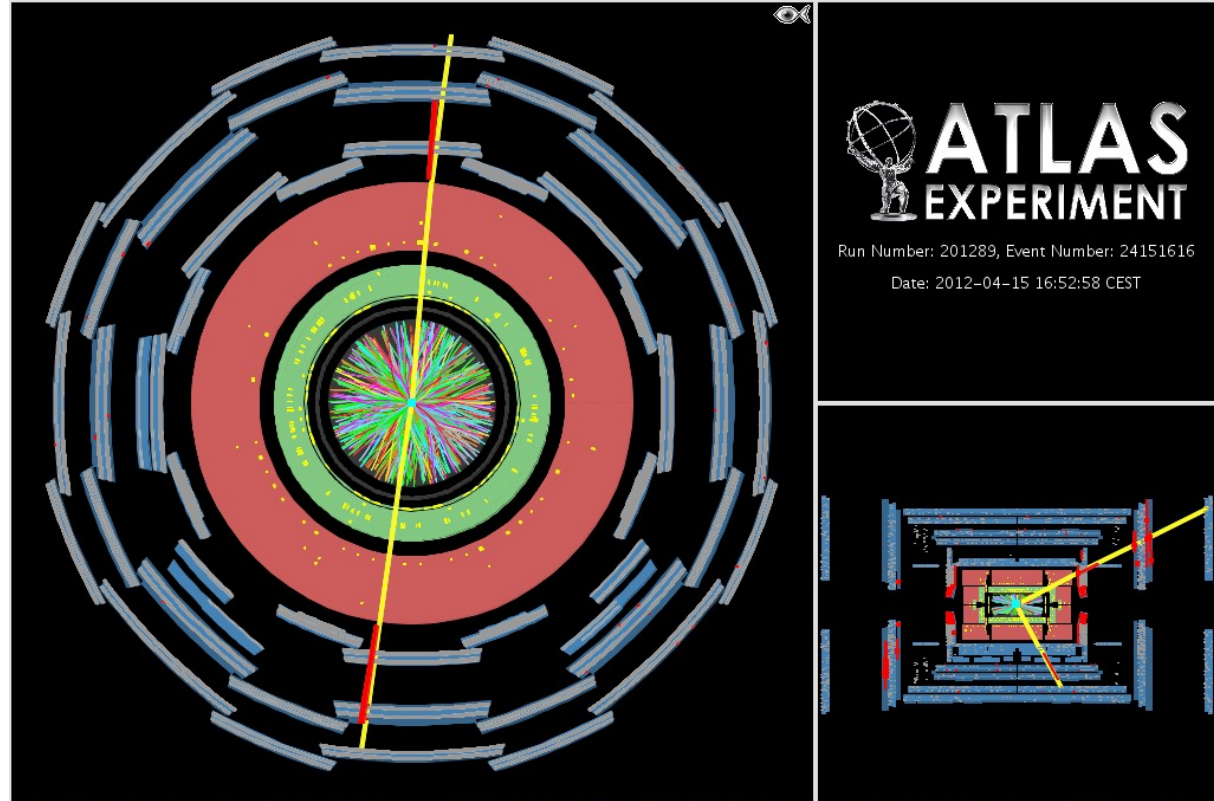 ATLAS
EXPERIMENT
Run Number: 201289, Event Number: 24151616
Date: 2012-04-15 16:52:58 CEST